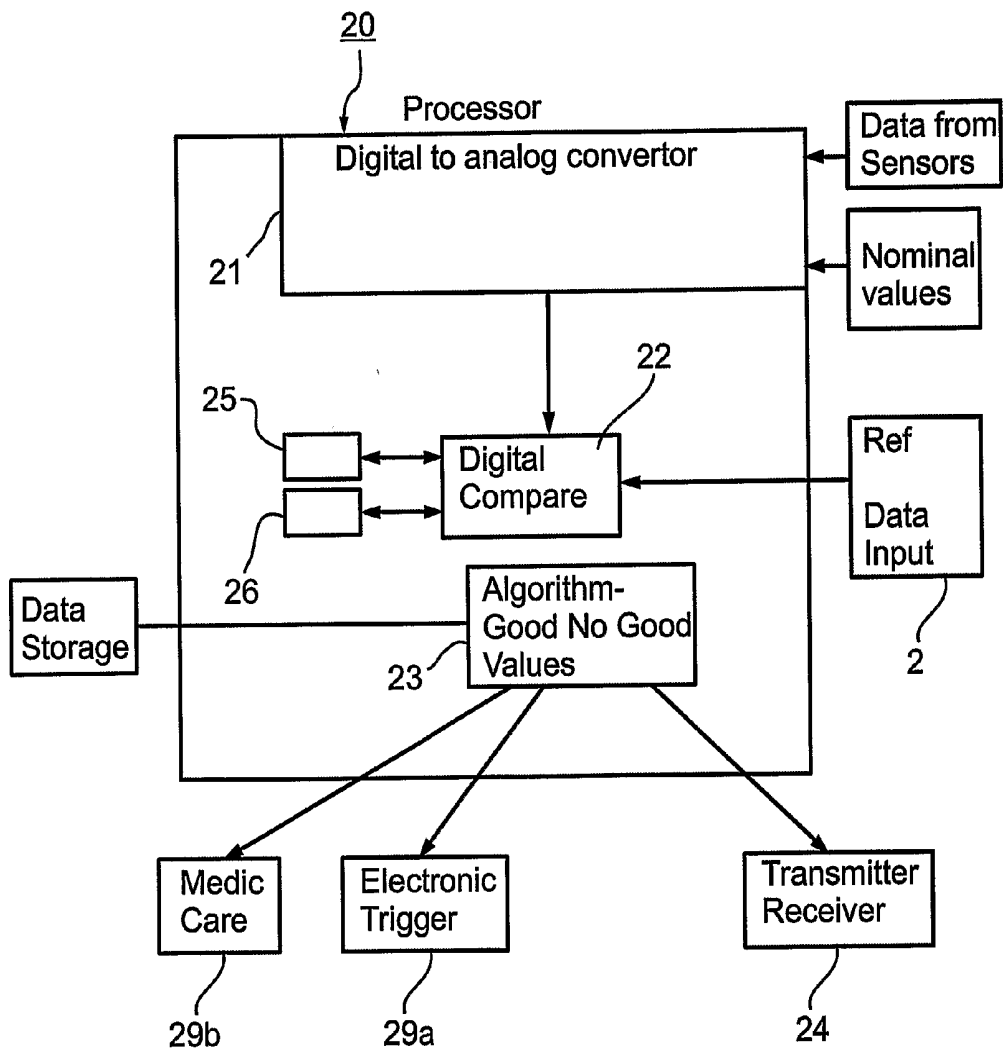 20
Processor
Digital to analog convertor
21
Data from
Sensors
Nominal
values
22
25
Digital
Compare
26
Ref
Data
Input
2
Data
Storage
Algorithm-
Good No Good
Values
23
Medic
Care
Electronic
Trigger
Transmitter
Receiver
29b
29a
24